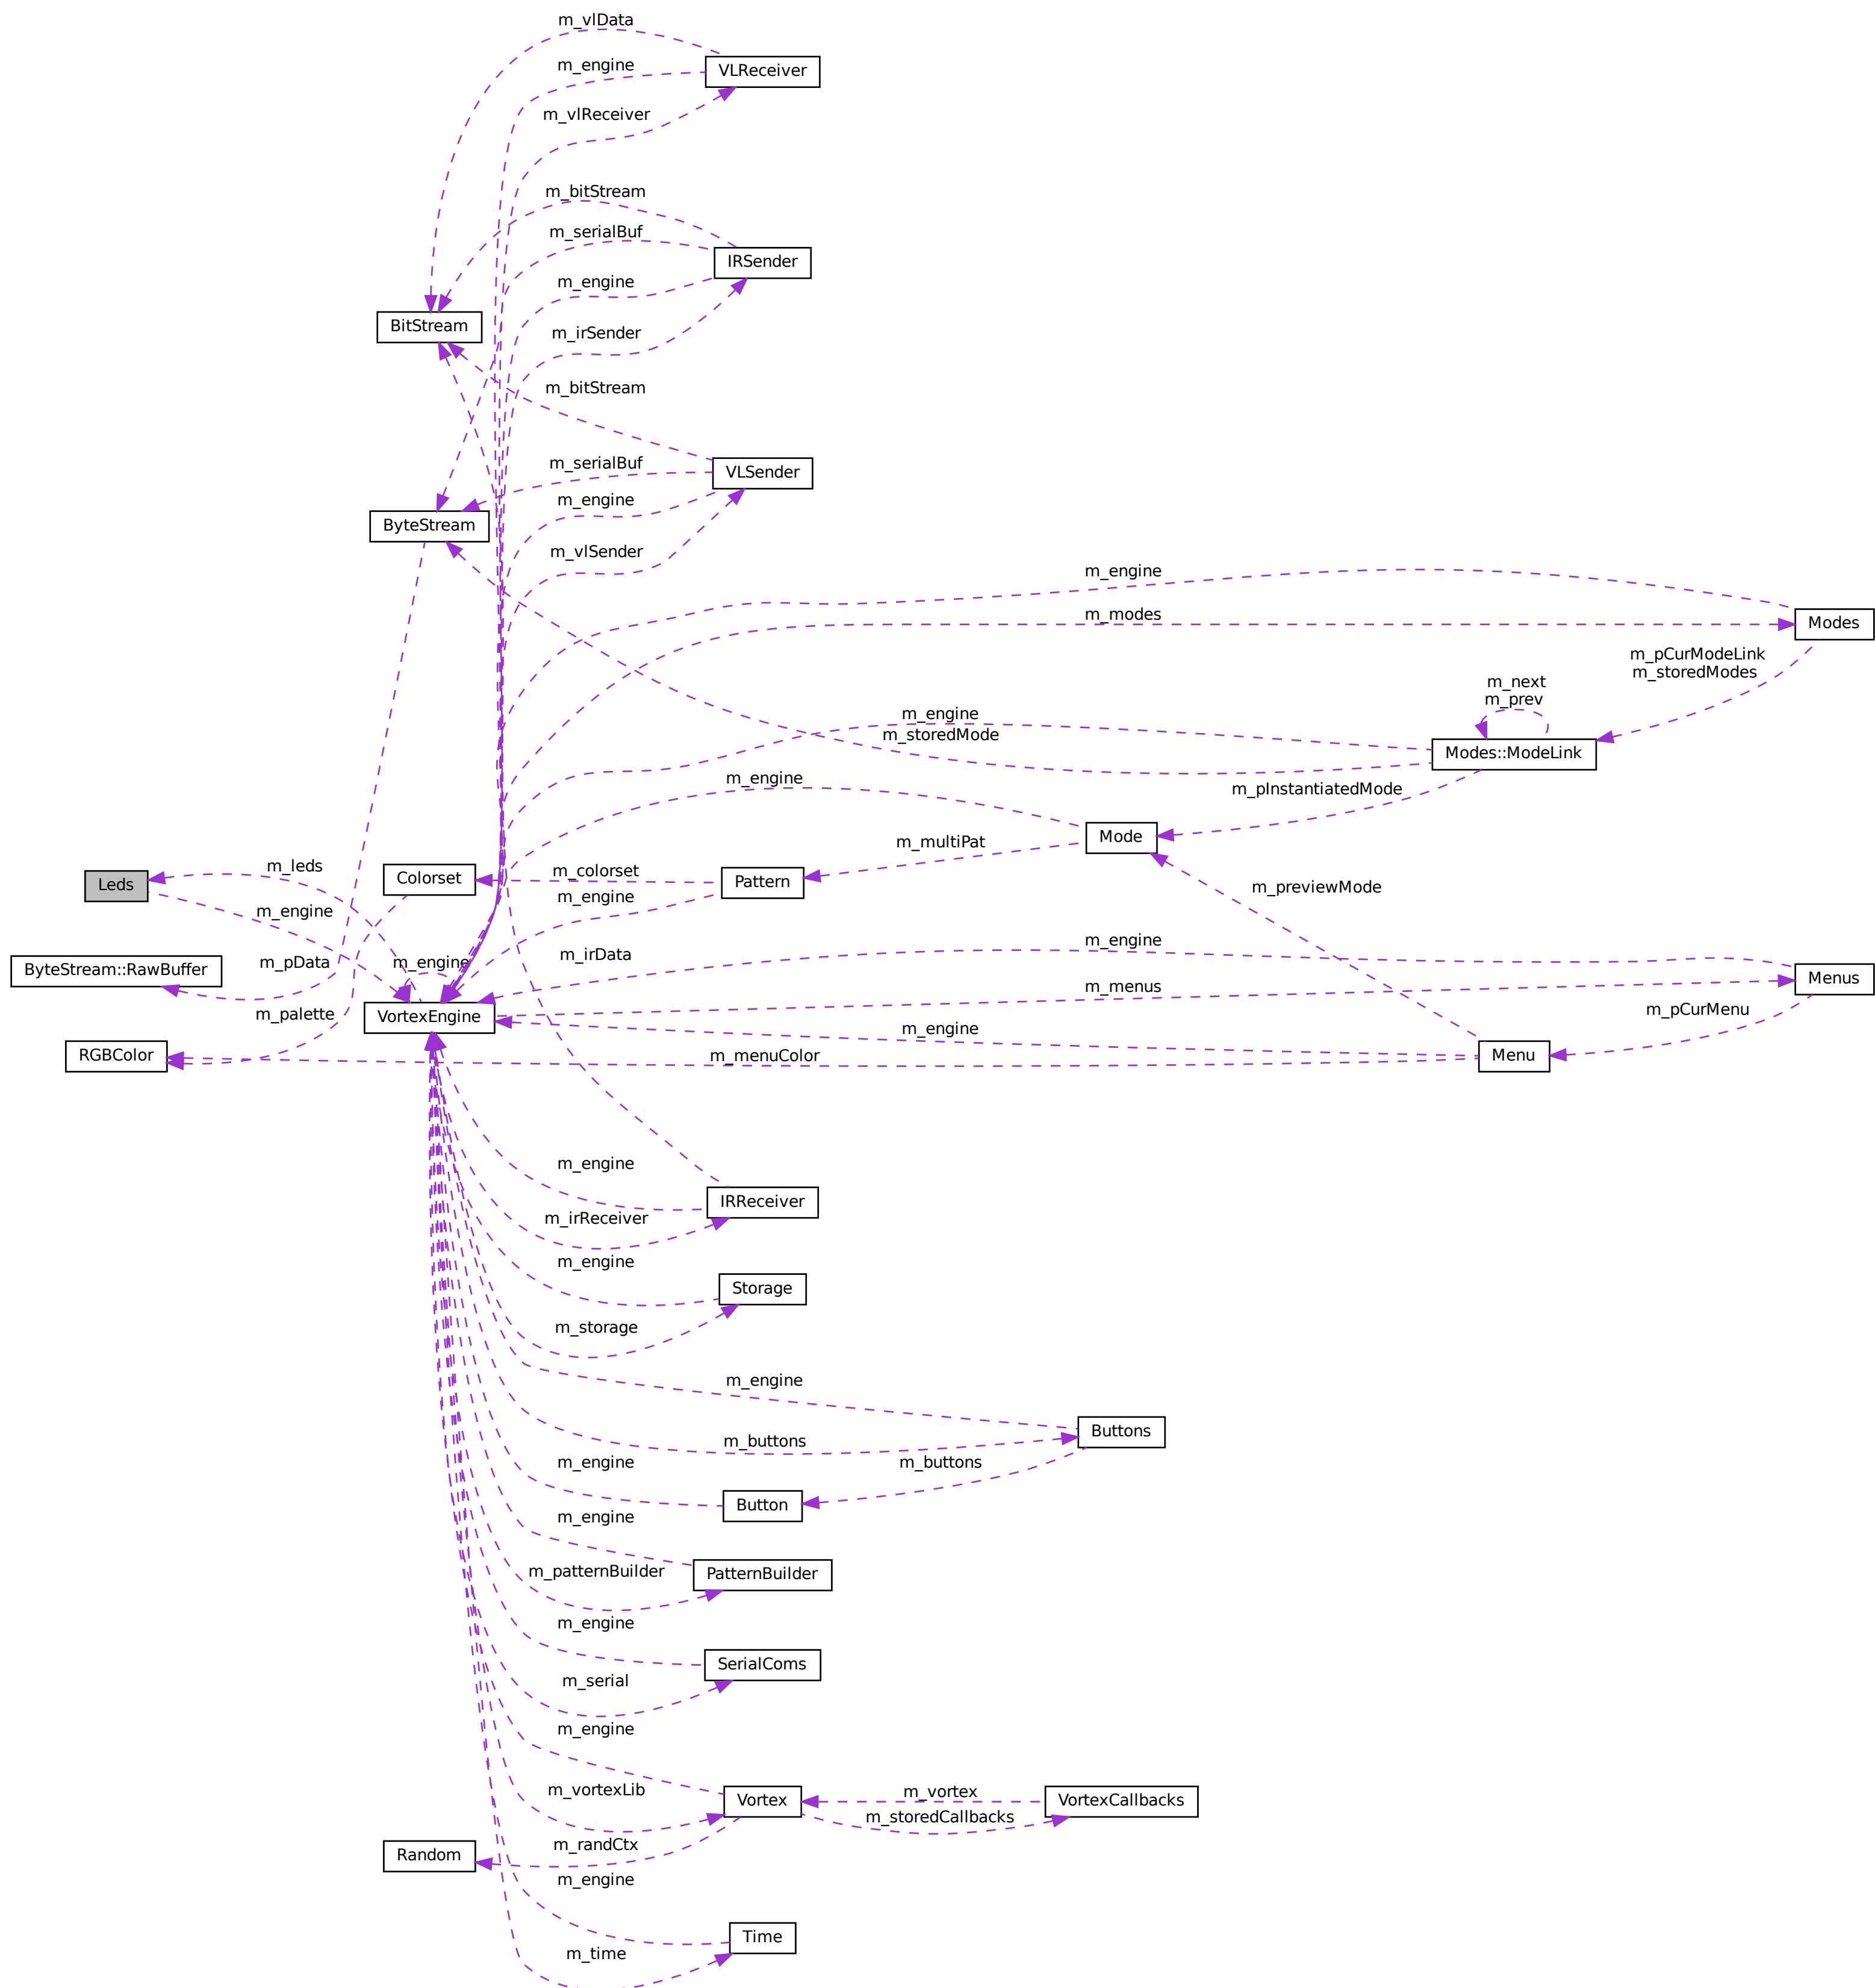 m_vlData
VLReceiver
m_engine
m_vlReceiver
m_bitStream
m_serialBuf
IRSender
m_engine
BitStream
m_irSender
m_bitStream
m_serialBuf
VLSender
m_engine
ByteStream
m_vlSender
m_engine
m_modes
Modes
m_pCurModeLink
m_storedModes
m_next
m_prev
m_engine
m_storedMode
Modes::ModeLink
m_engine
m_pInstantiatedMode
Mode
m_multiPat
m_leds
m_colorset
Colorset
Pattern
Leds
m_previewMode
m_engine
m_engine
m_engine
m_irData
m_pData
m_engine
ByteStream::RawBuffer
Menus
m_menus
m_palette
m_pCurMenu
VortexEngine
m_engine
RGBColor
m_menuColor
Menu
m_engine
IRReceiver
m_irReceiver
m_engine
Storage
m_storage
m_engine
Buttons
m_buttons
m_engine
m_buttons
Button
m_engine
m_patternBuilder
PatternBuilder
m_engine
SerialComs
m_serial
m_engine
m_vortexLib
Vortex
m_vortex
m_storedCallbacks
VortexCallbacks
m_randCtx
Random
m_engine
Time
m_time